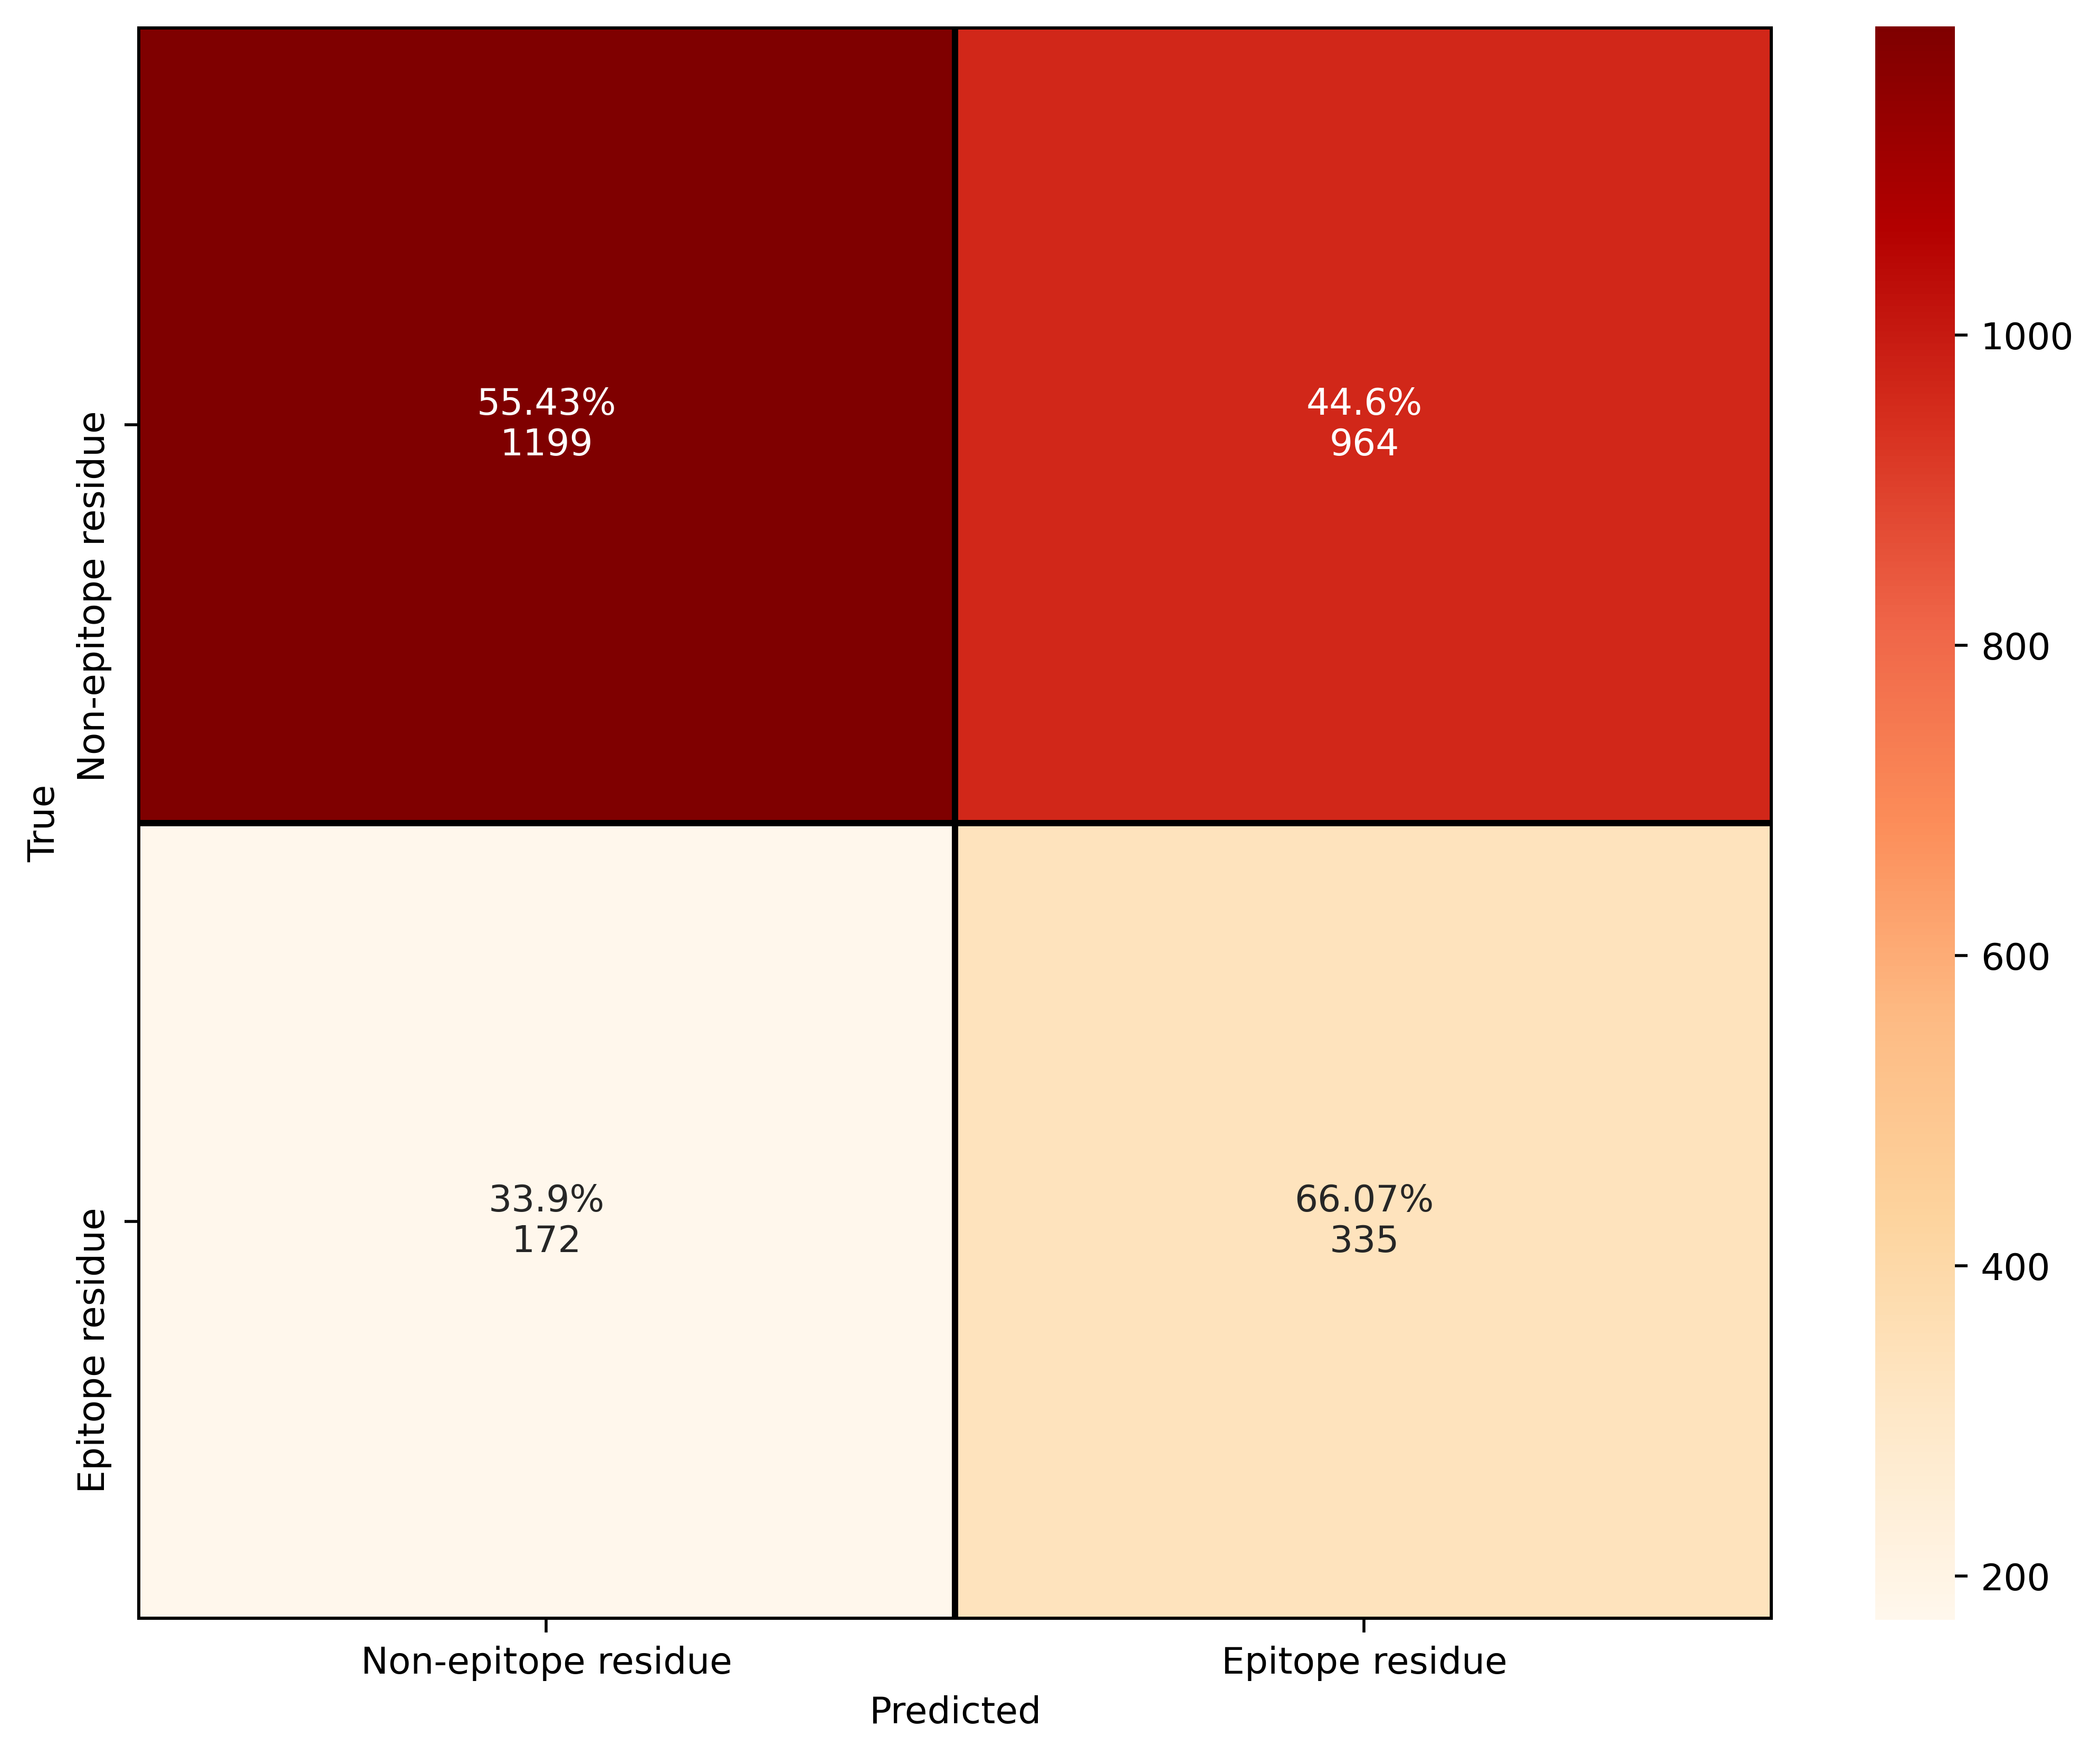 55.43%
1199
44.6%
964
33.9%
172
66.07%
335
True
Non-epitope residue
Epitope residue
Non-epitope residue
Epitope residue
Predicted
1000
800
600
400
200